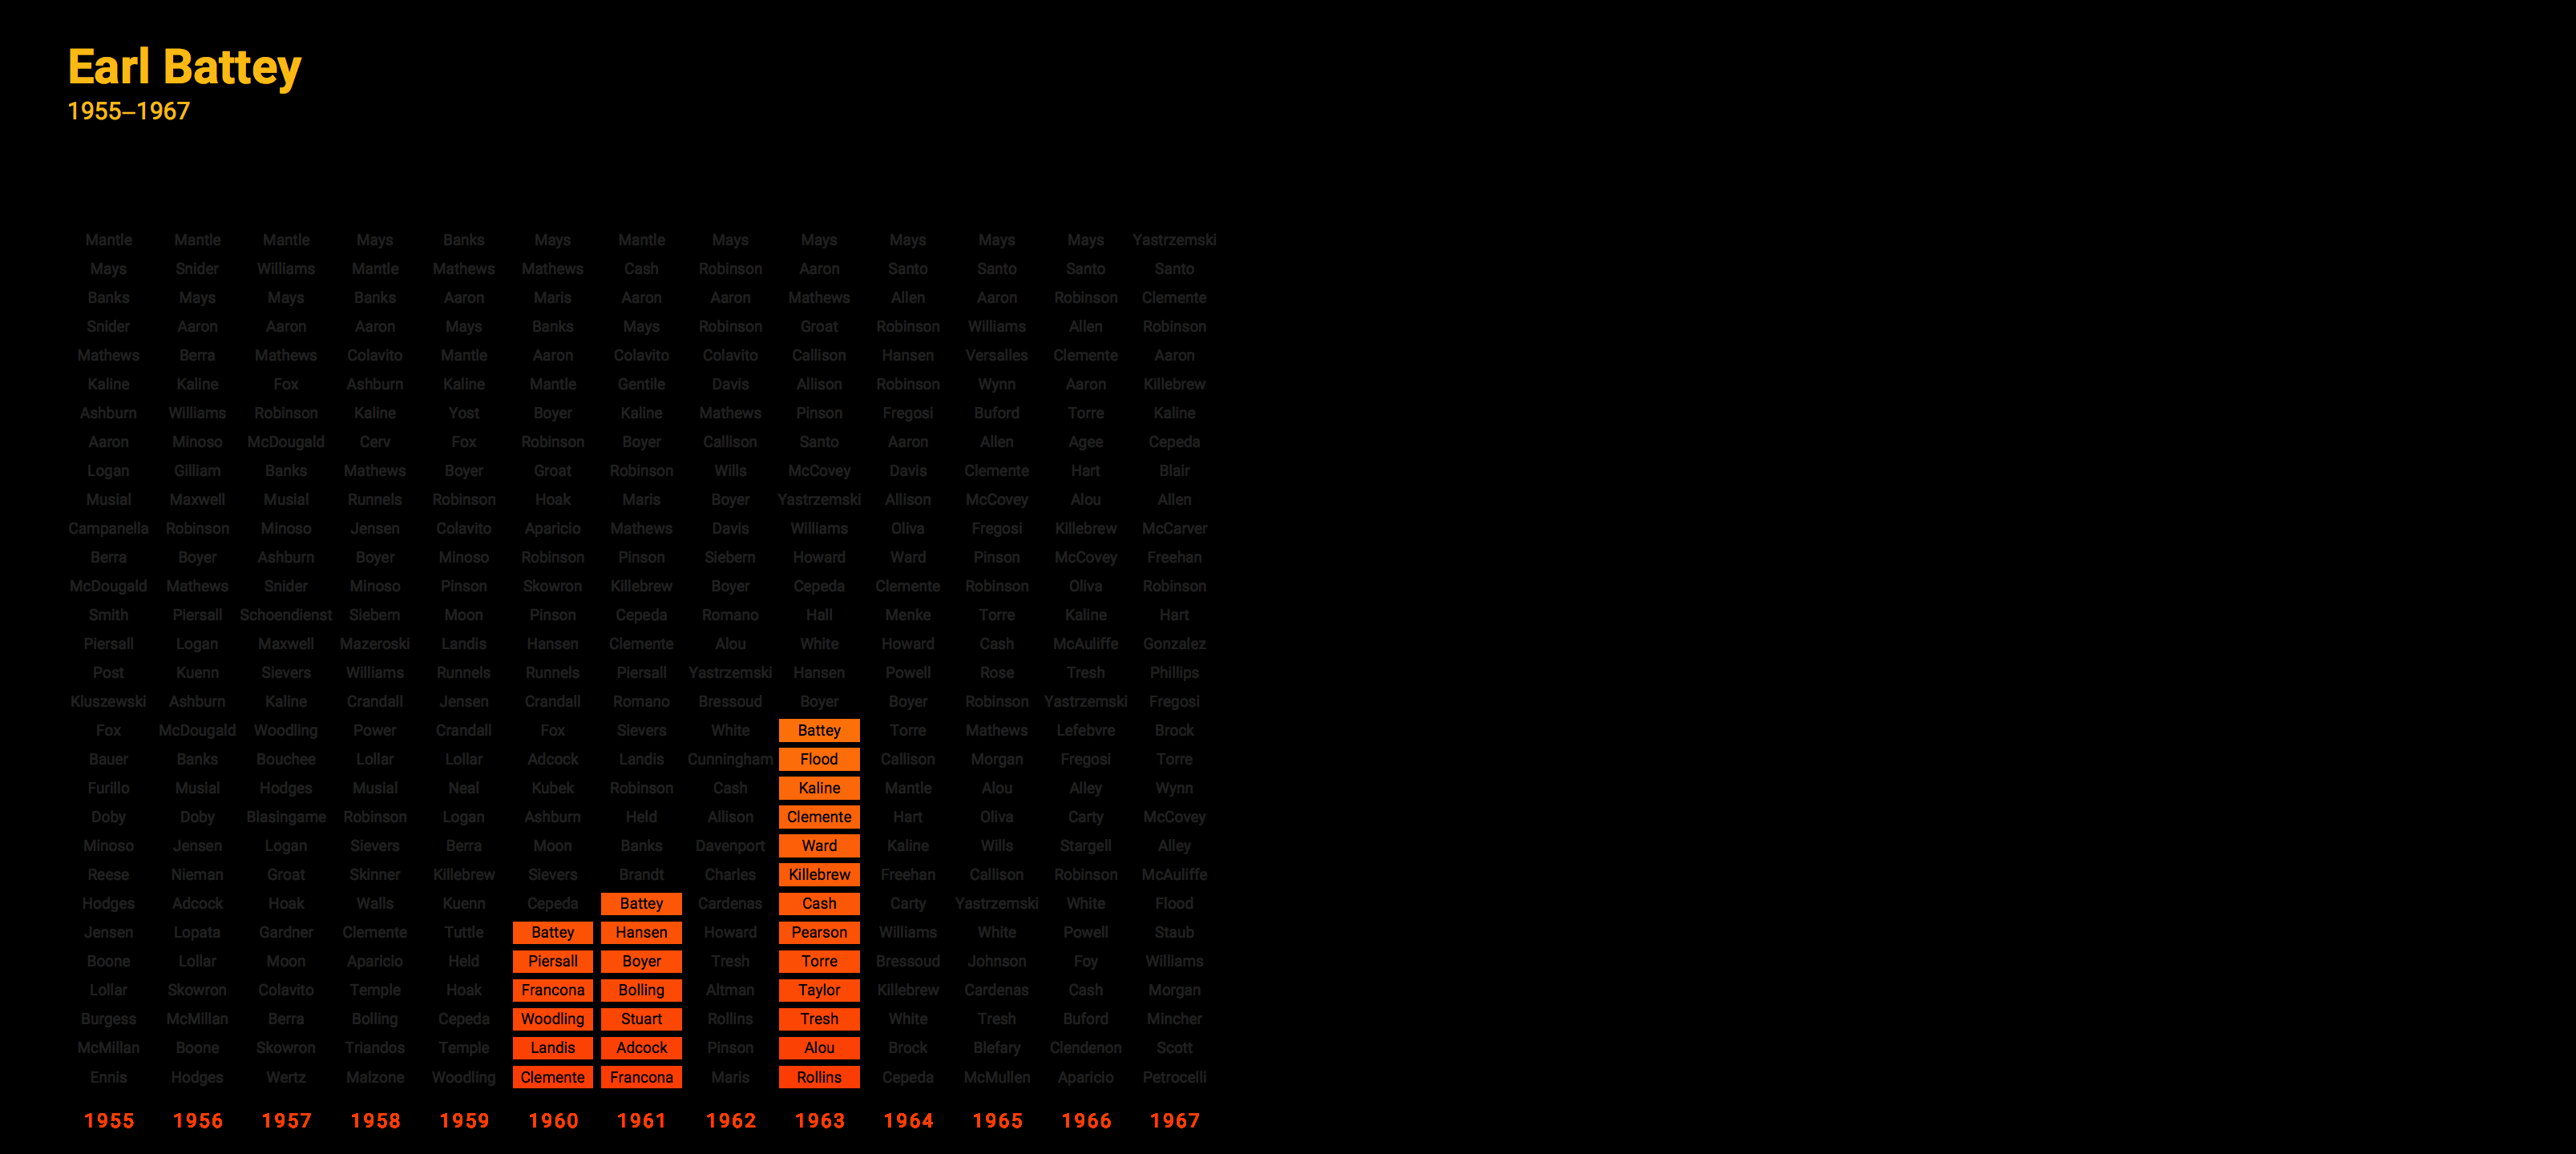 Earl Battey
1955–1967
Mantle Mantle Mantle Mays Banks Mays Mantle Mays Mays Mays Mays Mays Yastrzemski
Mays Snider Williams Mantle Mathews Mathews Cash Robinson Aaron Santo Santo Santo Santo
Banks Mays Mays Banks Aaron Maris Aaron Aaron Mathews Allen Aaron Robinson Clemente
Snider Aaron Aaron Aaron Mays Banks Mays Robinson Groat Robinson Williams Allen Robinson
Mathews Berra Mathews Colavito Mantle Aaron Colavito Colavito Callison Hansen Versalles Clemente Aaron
Kaline Kaline Fox Ashburn Kaline Mantle Gentile Davis Allison Robinson Wynn Aaron Killebrew
Ashburn Williams Robinson Kaline Yost Boyer Kaline Mathews Pinson Fregosi Buford Torre Kaline
Aaron Minoso McDougald Cerv Fox Robinson Boyer Callison Santo Aaron Allen Agee Cepeda
Logan Gilliam Banks Mathews Boyer Groat Robinson Wills McCovey Davis Clemente Hart Blair
Musial Maxwell Musial Runnels Robinson Hoak Maris Boyer Yastrzemski Allison McCovey Alou Allen
Campanella Robinson Minoso Jensen Colavito Aparicio Mathews Davis Williams Oliva Fregosi Killebrew McCarver
Berra Boyer Ashburn Boyer Minoso Robinson Pinson Siebern Howard Ward Pinson McCovey Freehan
McDougald Mathews Snider Minoso Pinson Skowron Killebrew Boyer Cepeda Clemente Robinson Oliva Robinson
Smith Piersall Schoendienst Siebern Moon Pinson Cepeda Romano Hall Menke Torre Kaline Hart
Piersall Logan Maxwell Mazeroski Landis Hansen Clemente Alou White Howard Cash McAuliffe Gonzalez
Post Kuenn Sievers Williams Runnels Runnels Piersall Yastrzemski Hansen Powell Rose Tresh Phillips
Kluszewski Ashburn Kaline Crandall Jensen Crandall Romano Bressoud Boyer Boyer Robinson Yastrzemski Fregosi
Fox McDougald Woodling Power Crandall Fox Sievers White Battey Torre Mathews Lefebvre Brock
Bauer Banks Bouchee Lollar Lollar Adcock Landis Cunningham Flood Callison Morgan Fregosi Torre
Furillo Musial Hodges Musial Neal Kubek Robinson Cash Kaline Mantle Alou Alley Wynn
Doby Doby Blasingame Robinson Logan Ashburn Held Allison Clemente Hart Oliva Carty McCovey
Minoso Jensen Logan Sievers Berra Moon Banks Davenport Ward Kaline Wills Stargell Alley
Reese Nieman Groat Skinner Killebrew Sievers Brandt Charles Killebrew Freehan Callison Robinson McAuliffe
Hodges Adcock Hoak Walls Kuenn Cepeda Battey Cardenas Cash Carty Yastrzemski White Flood
Jensen Lopata Gardner Clemente Tuttle Battey Hansen Howard Pearson Williams White Powell Staub
Boone Lollar Moon Aparicio Held Piersall Boyer Tresh Torre Bressoud Johnson Foy Williams
Lollar Skowron Colavito Temple Hoak Francona Bolling Altman Taylor Killebrew Cardenas Cash Morgan
Burgess McMillan Berra Bolling Cepeda Woodling Stuart Rollins Tresh White Tresh Buford Mincher
McMillan Boone Skowron Triandos Temple Landis Adcock Pinson Alou Brock Blefary Clendenon Scott
Ennis Hodges Wertz Malzone Woodling Clemente Francona Maris Rollins Cepeda McMullen Aparicio Petrocelli
1955 1956 1957 1958 1959 1960 1961 1962 1963 1964 1965 1966 1967